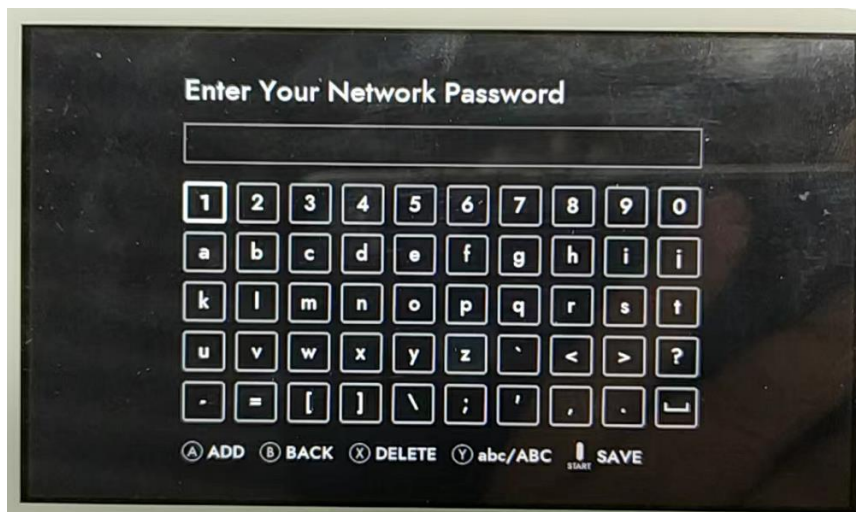 Enter Your Network Password
1 2 3 4 5 6 7 8 9 0
a b c d e f g h i j
k l m n o p q r s t
u v w x y z ` < > ?
- = [ ] \ ; ' , .
A ADD B BACK X DELETE Y abc/ABC START SAVE